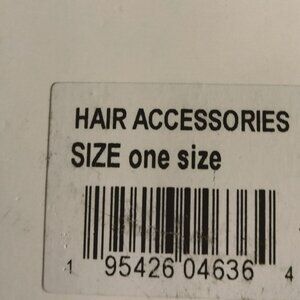 HAIR ACCESSORIES
SIZE one size
1 95426 04636 4